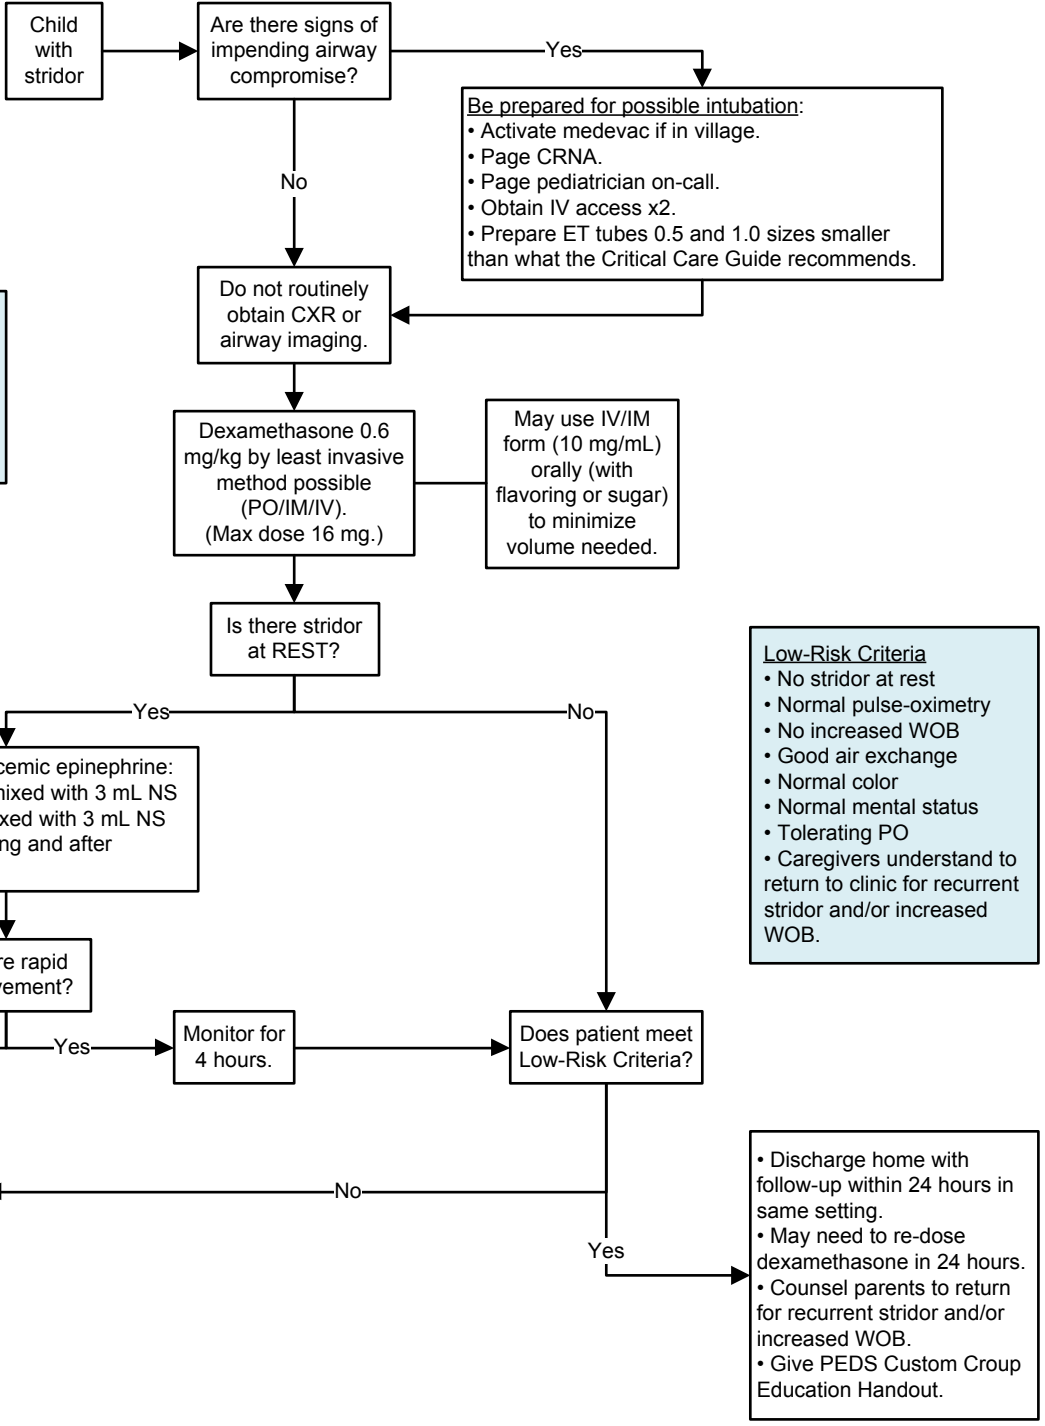 Child
with
stridor
Are there signs of
impending airway
compromise?
Yes
Be prepared for possible intubation:
• Activate medevac if in village.
• Page CRNA.
• Page pediatrician on-call.
• Obtain IV access x2.
• Prepare ET tubes 0.5 and 1.0 sizes smaller
than what the Critical Care Guide recommends.
No
Do not routinely
obtain CXR or
airway imaging.
Dexamethasone 0.6
mg/kg by least invasive
method possible
(PO/IM/IV).
(Max dose 16 mg.)
May use IV/IM
form (10 mg/mL)
orally (with
flavoring or sugar)
to minimize
volume needed.
Is there stridor
at REST?
Yes
No
Low-Risk Criteria
• No stridor at rest
• Normal pulse-oximetry
• No increased WOB
• Good air exchange
• Normal color
• Normal mental status
• Tolerating PO
• Caregivers understand to
return to clinic for recurrent
stridor and/or increased
WOB.
cemic epinephrine:
mixed with 3 mL NS
xed with 3 mL NS
ng and after
re rapid
vement?
Yes
Monitor for
4 hours.
Does patient meet
Low-Risk Criteria?
No
Yes
• Discharge home with
follow-up within 24 hours in
same setting.
• May need to re-dose
dexamethasone in 24 hours.
• Counsel parents to return
for recurrent stridor and/or
increased WOB.
• Give PEDS Custom Croup
Education Handout.